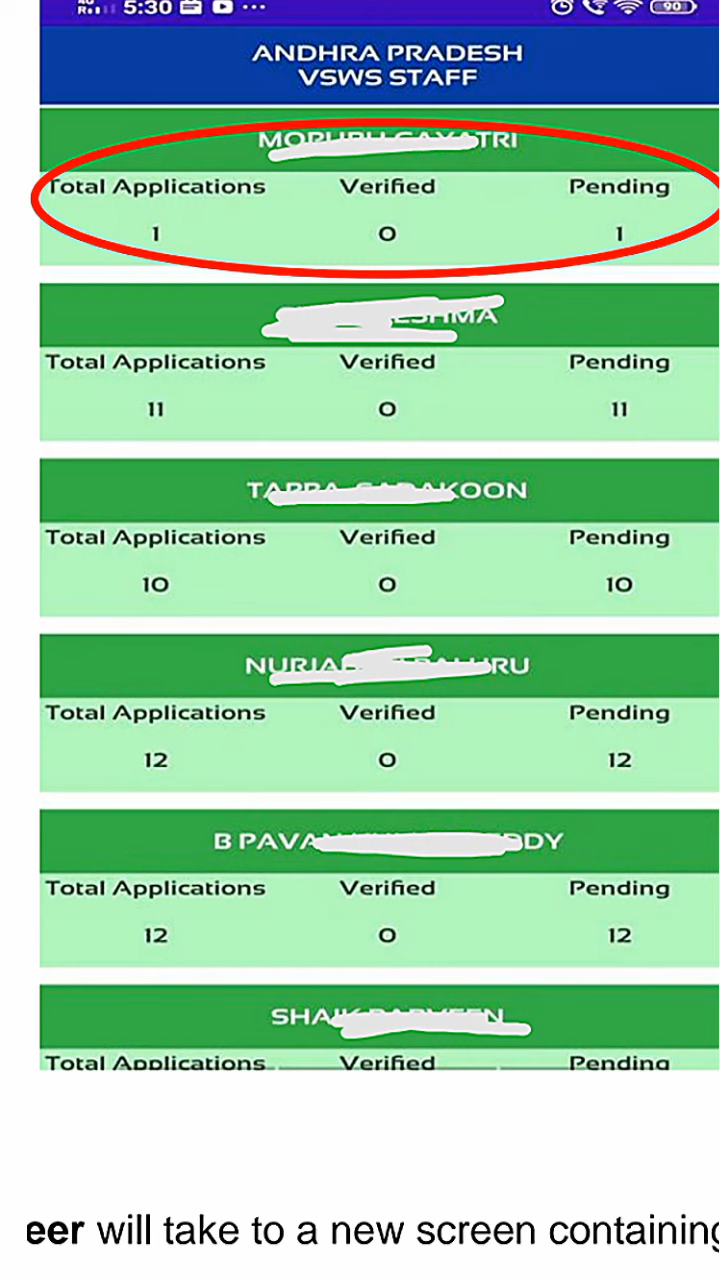 5:30 90
ANDHRA PRADESH
VSWS STAFF
Total Applications Verified Pending
1 0 1
Total Applications Verified Pending
11 0 11
Total Applications Verified Pending
10 0 10
Total Applications Verified Pending
12 0 12
B
Total Applications Verified Pending
12 0 12
Total Applications Verified Pending
eer will take to a new screen containing